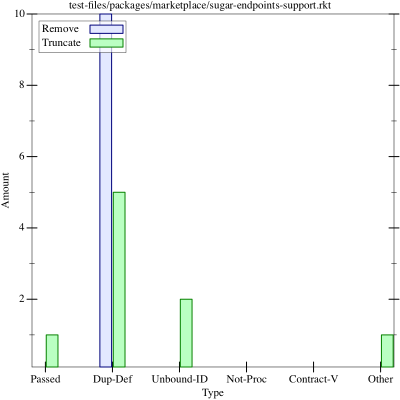 test-files/packages/marketplace/sugar-endpoints-support.rkt
10
Remove
Truncate
8
6
4
2
Amount
Passed Dup-Def Unbound-ID Not-Proc Contract-V Other
Type